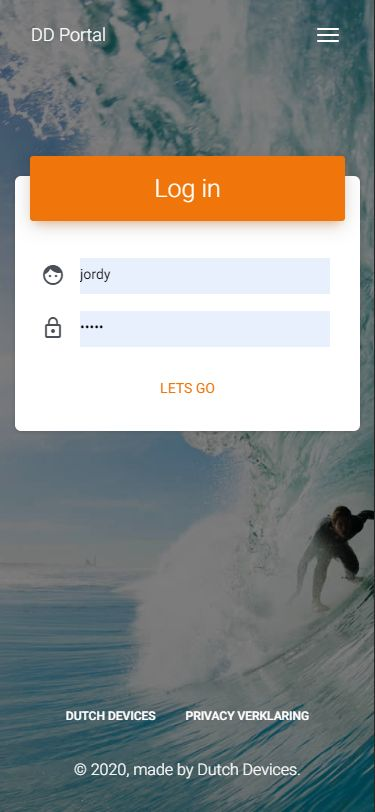 DD Portal
Log in
jordy
•••••
LETS GO
DUTCH DEVICES PRIVACY VERKLARING
© 2020, made by Dutch Devices.